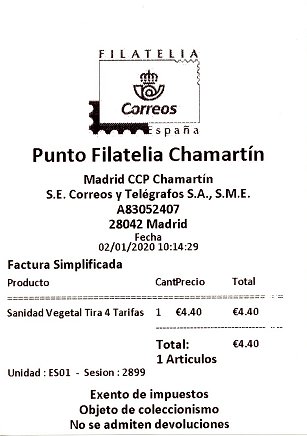 FILATELIA
Correos
España
Punto Filatelia Chamartín
Madrid CCP Chamartín
S.E. Correos y Telégrafos S.A., S.M.E.
A83052407
28042 Madrid
Fecha
02/01/2020 10:14:29
Factura Simplificada
Producto CantPrecio Total
Sanidad Vegetal Tira 4 Tarifas 1 €4.40 €4.40
Total: €4.40
1 Articulos
Unidad : ES01 - Sesion : 2899
Exento de impuestos
Objeto de coleccionismo
No se admiten devoluciones